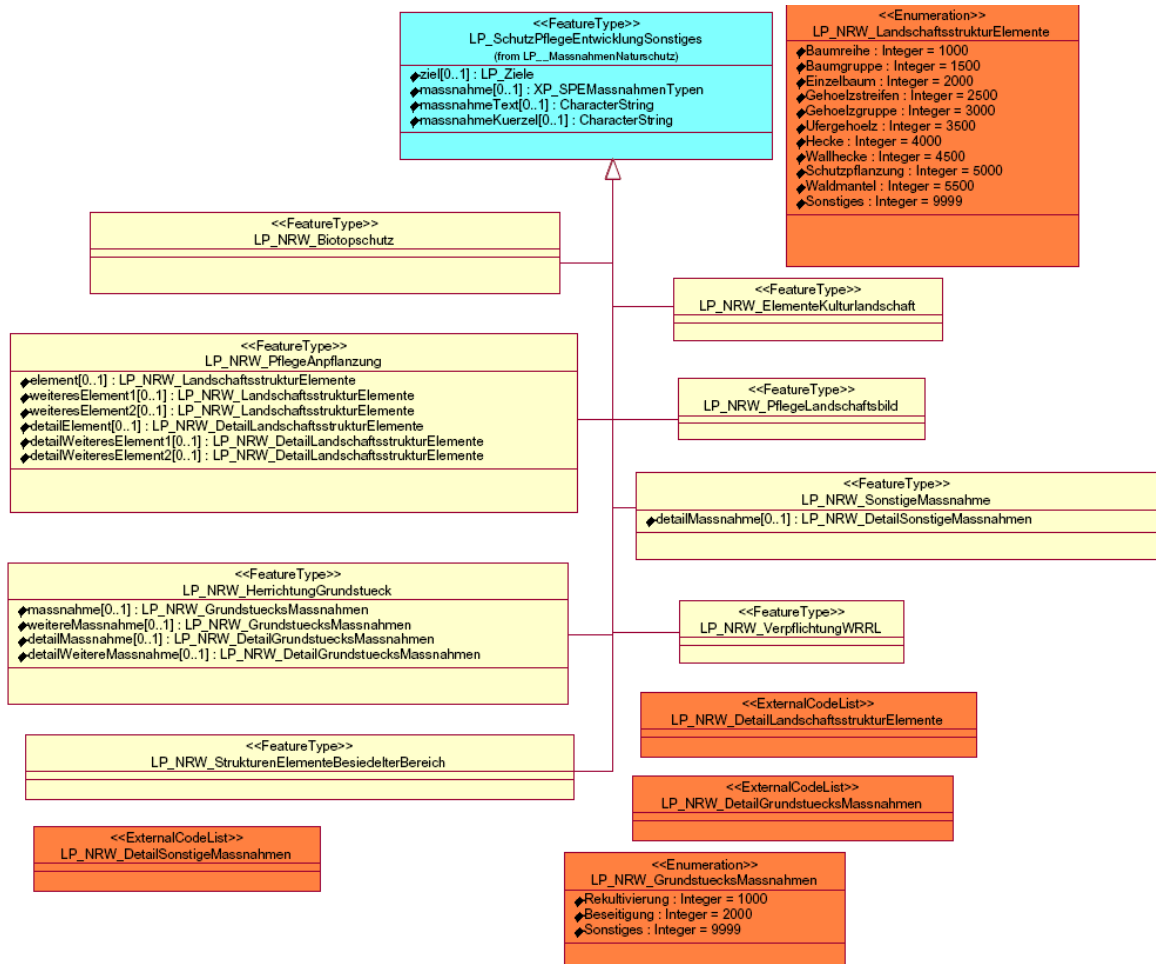 <<FeatureType>>
LP_SchutzPflegeEntwicklungSonstiges
(from LP__MassnahmenNaturschutz)
ziel[0..1] : LP_Ziele
massnahme[0..1] : XP_SPEMassnahmenTypen
massnahmeText[0..1] : CharacterString
massnahmeKuerzel[0..1] : CharacterString
<<Enumeration>>
LP_NRW_LandschaftsstrukturElemente
Baumreihe : Integer = 1000
Baumgruppe : Integer = 1500
Einzelbaum : Integer = 2000
Gehoelzstreifen : Integer = 2500
Gehoelzgruppe : Integer = 3000
Ufergehoelz : Integer = 3500
Hecke : Integer = 4000
Wallhecke : Integer = 4500
Schutzpflanzung : Integer = 5000
Waldmantel : Integer = 5500
Sonstiges : Integer = 9999
<<FeatureType>>
LP_NRW_Biotopschutz
<<FeatureType>>
LP_NRW_ElementeKulturlandschaft
<<FeatureType>>
LP_NRW_PflegeAnpflanzung
element[0..1] : LP_NRW_LandschaftsstrukturElemente
weiteresElement1[0..1] : LP_NRW_LandschaftsstrukturElemente
weiteresElement2[0..1] : LP_NRW_LandschaftsstrukturElemente
detailElement[0..1] : LP_NRW_DetailLandschaftsstrukturElemente
detailWeiteresElement1[0..1] : LP_NRW_DetailLandschaftsstrukturElemente
detailWeiteresElement2[0..1] : LP_NRW_DetailLandschaftsstrukturElemente
<<FeatureType>>
LP_NRW_PflegeLandschaftsbild
<<FeatureType>>
LP_NRW_SonstigeMassnahme
detailMassnahme[0..1] : LP_NRW_DetailSonstigeMassnahmen
<<FeatureType>>
LP_NRW_HerrichtungGrundstueck
massnahme[0..1] : LP_NRW_GrundstuecksMassnahmen
weitereMassnahme[0..1] : LP_NRW_GrundstuecksMassnahmen
detailMassnahme[0..1] : LP_NRW_DetailGrundstuecksMassnahmen
detailWeitereMassnahme[0..1] : LP_NRW_DetailGrundstuecksMassnahmen
<<FeatureType>>
LP_NRW_VerpflichtungWRRL
<<ExternalCodeList>>
LP_NRW_DetailLandschaftsstrukturElemente
<<FeatureType>>
LP_NRW_StrukturenElementeBesiedelterBereich
<<ExternalCodeList>>
LP_NRW_DetailGrundstuecksMassnahmen
<<ExternalCodeList>>
LP_NRW_DetailSonstigeMassnahmen
<<Enumeration>>
LP_NRW_GrundstuecksMassnahmen
Rekultivierung : Integer = 1000
Beseitigung : Integer = 2000
Sonstiges : Integer = 9999